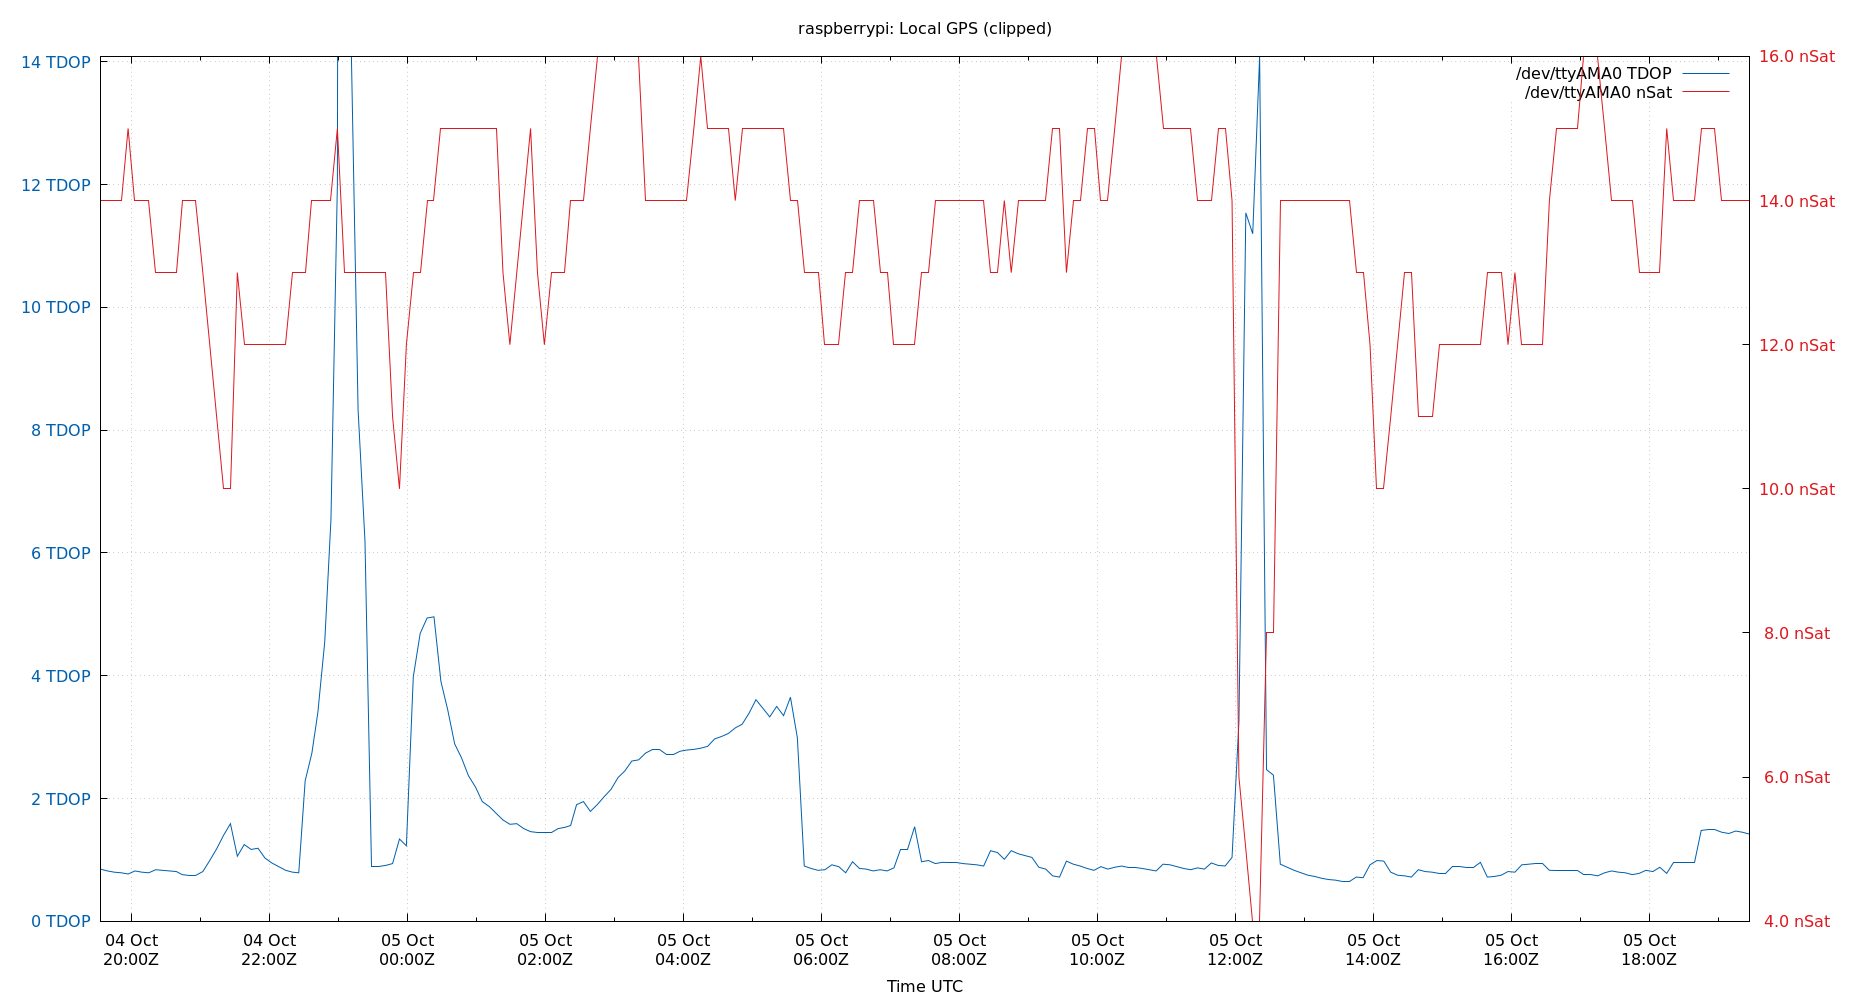 raspberrypi: Local GPS (clipped)
14 TDOP
12 TDOP
10 TDOP
8 TDOP
6 TDOP
4 TDOP
2 TDOP
0 TDOP
16.0 nSat
14.0 nSat
12.0 nSat
10.0 nSat
8.0 nSat
6.0 nSat
4.0 nSat
/dev/ttyAMA0 TDOP
/dev/ttyAMA0 nSat
04 Oct
20:00Z
04 Oct
22:00Z
05 Oct
00:00Z
05 Oct
02:00Z
05 Oct
04:00Z
05 Oct
06:00Z
05 Oct
08:00Z
05 Oct
10:00Z
05 Oct
12:00Z
05 Oct
14:00Z
05 Oct
16:00Z
05 Oct
18:00Z
Time UTC